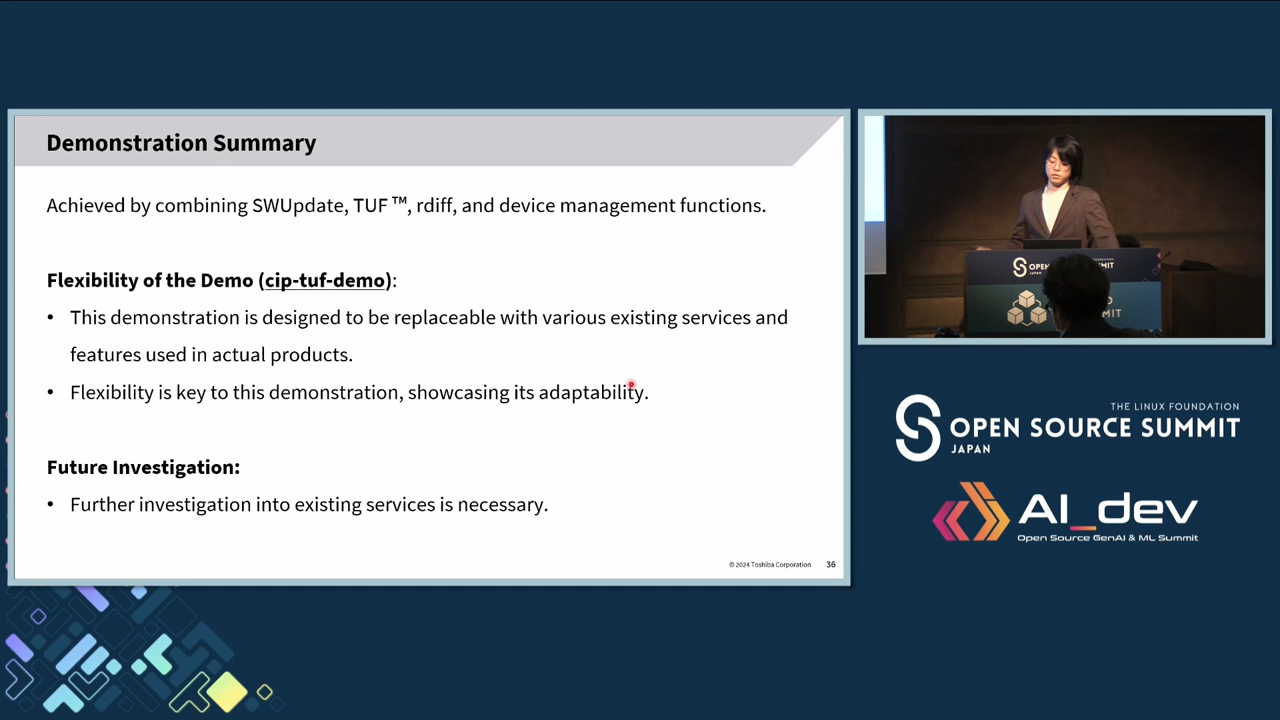 Demonstration Summary
Achieved by combining SWUpdate, TUF ™, rdiff, and device management functions.
Flexibility of the Demo (cip-tuf-demo):
• This demonstration is designed to be replaceable with various existing services and
features used in actual products.
• Flexibility is key to this demonstration, showcasing its adaptability.
Future Investigation:
• Further investigation into existing services is necessary.
© 2024 Toshiba Corporation 36
THE LINUX FOUNDATION
OPEN SOURCE SUMMIT
JAPAN
AI_dev
Open Source GenAI & ML Summit